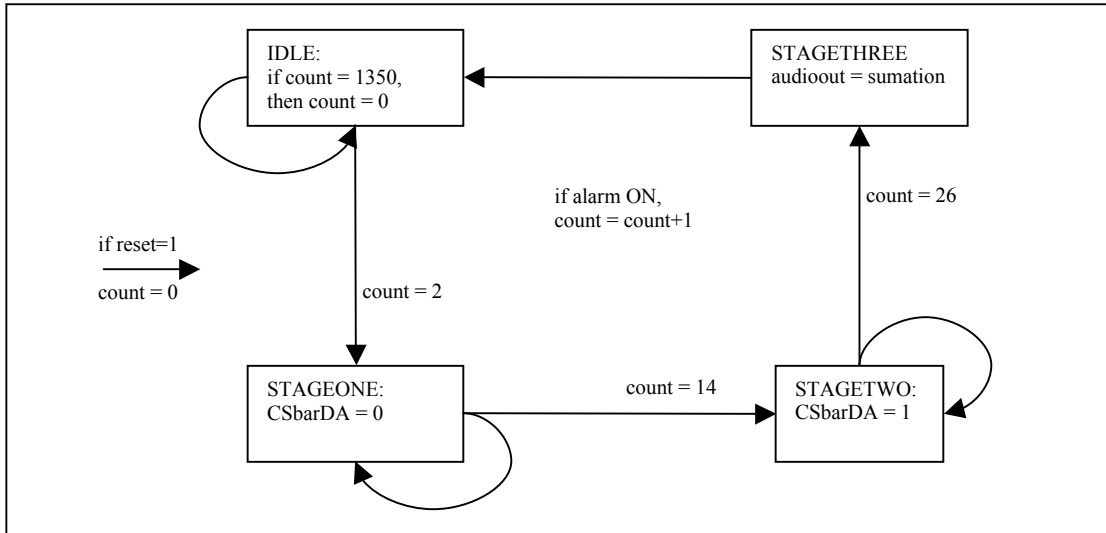 IDLE:
if count = 1350,
then count = 0
STAGETHREE
audioout = sumation
if alarm ON,
count = count+1
count = 26
if reset=1
count = 0
count = 2
STAGEONE:
CSbarDA = 0
count = 14
STAGETWO:
CSbarDA = 1